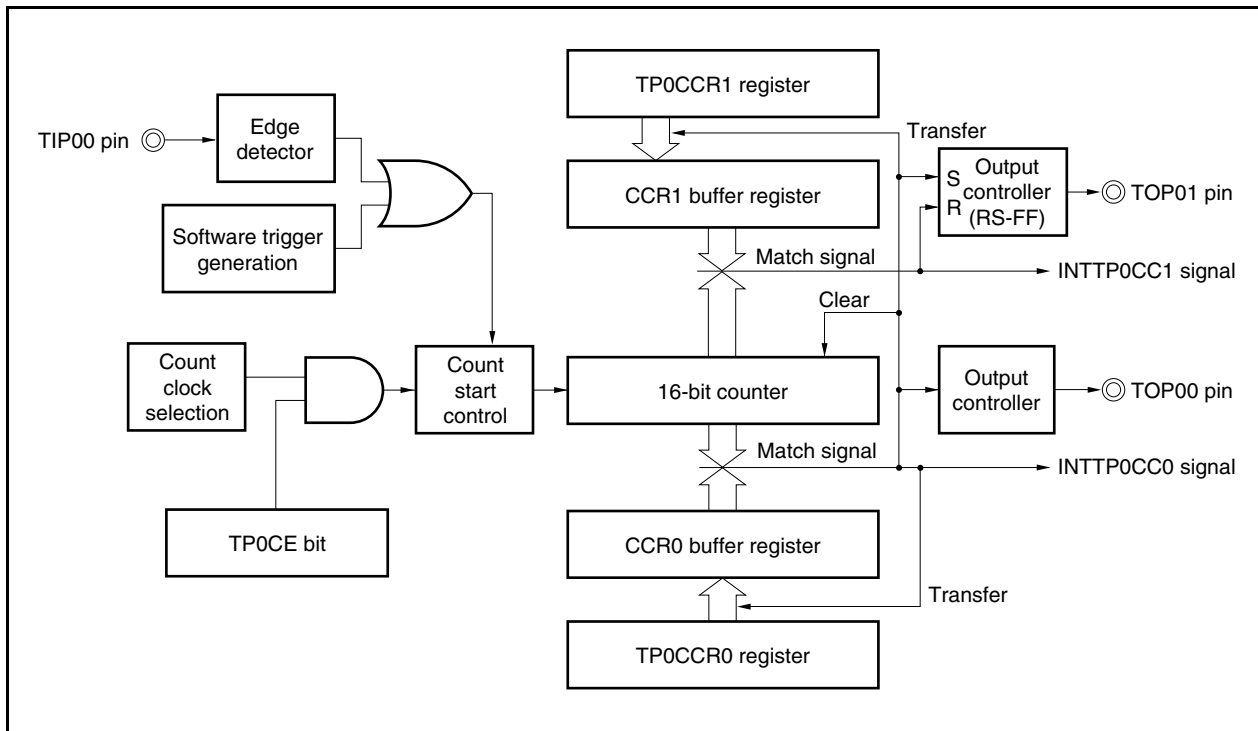 TP0CCR1 register
TIP00 pin
Edge
detector
Transfer
CCR1 buffer register
S
R
Output
controller
(RS-FF)
TOP01 pin
Software trigger
generation
Match signal
INTTP0CC1 signal
Clear
Count
clock
selection
Count
start
control
16-bit counter
Output
controller
TOP00 pin
Match signal
INTTP0CC0 signal
TP0CE bit
CCR0 buffer register
Transfer
TP0CCR0 register